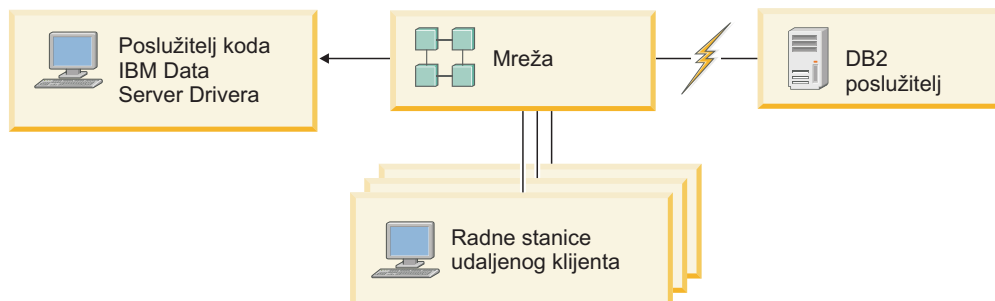 Poslužitelj koda
IBM Data
Server Drivera
Mreža
DB2
poslužitelj
Radne stanice
udaljenog klijenta